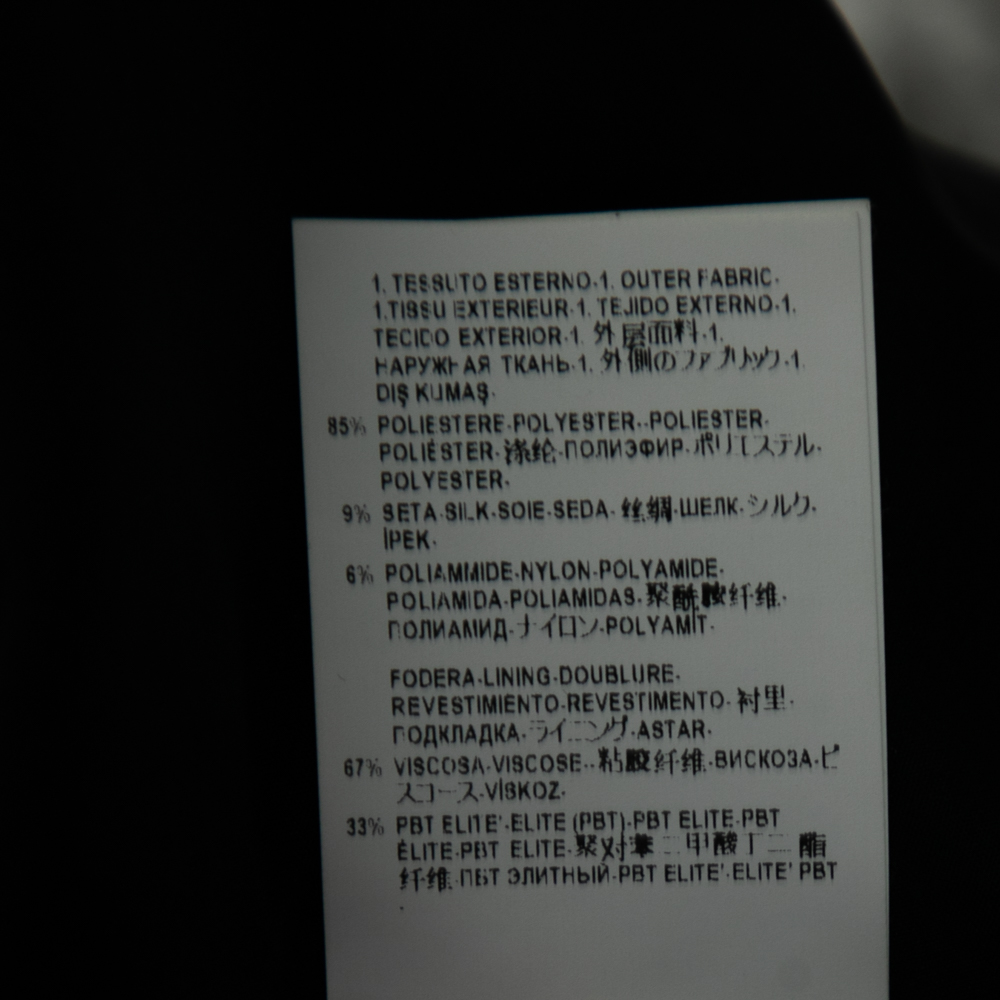 1. TESSUTO ESTERNO-1. OUTER FABRIC-
1.TISSU EXTERIEUR-1. TEJIDO EXTERNO-1.
TECIDO EXTERIOR-1. 外层面料-1.
НАРУЖНАЯ ТКАНЬ-1. 外側のファブリック-1.
DIŞ KUMAŞ-
85% POLIESTERE-POLYESTER--POLIESTER-
POLIÉSTER-涤纶-ПОЛИЭФИР-ポリエステル-
POLYESTER-
9% SETA-SILK-SOIE-SEDA-丝绸-ШЕЛК-シルク-
İPEK-
6% POLIAMMIDE-NYLON-POLYAMIDE-
POLIAMIDA-POLIAMIDAS-聚酰胺纤维-
ПОЛИАМИД-ナイロン-POLYAMİT-
FODERA-LINING-DOUBLURE-
REVESTIMIENTO-REVESTIMENTO-衬里-
ПОДКЛАДКА-ライニング-ASTAR-
67% VISCOSA-VISCOSE--粘胶纤维-ВИСКОЗА-ビ
スコース-VİSKOZ-
33% PBT ELITE'-ELITE (PBT)-PBT ELITE-PBT
ÉLITE-PBT ELITE-聚对苯二甲酸丁二酯
纤维-ПБТ ЭЛИТНЫЙ-PBT ELITE'-ELITE' PBT
-